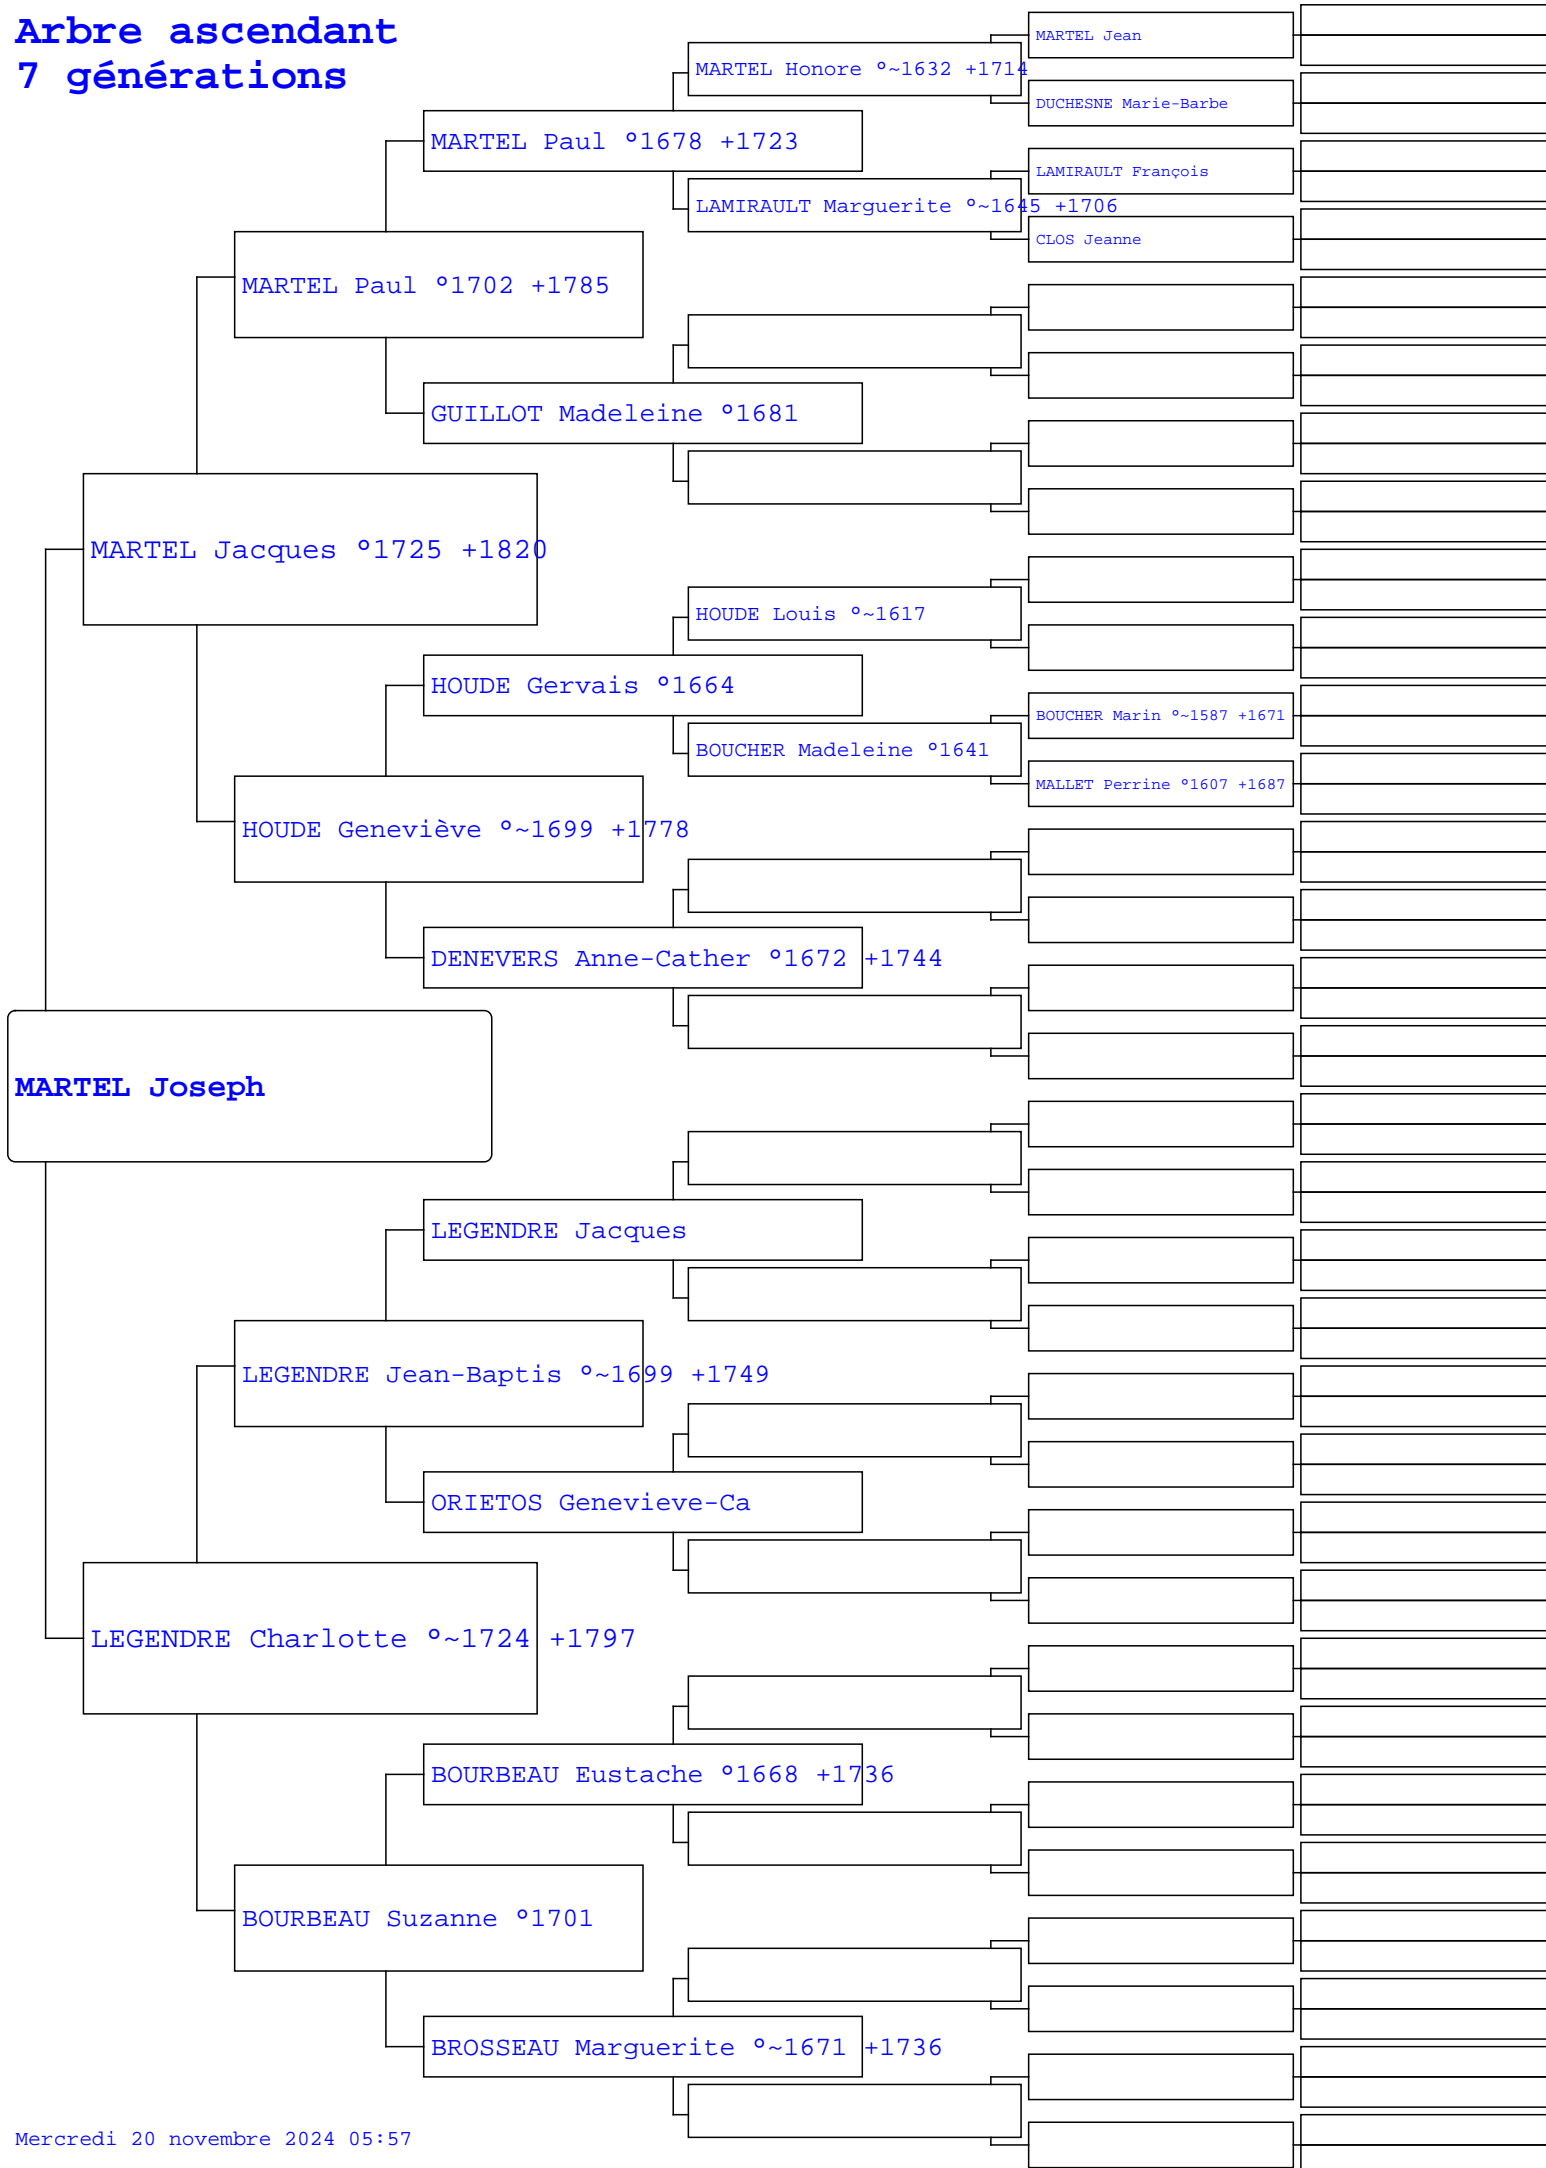 Arbre ascendant
7 générations
MARTEL Jean
MARTEL Honore °~1632 +1714
DUCHESNE Marie-Barbe
MARTEL Paul °1678 +1723
LAMIRAULT François
LAMIRAULT Marguerite °~1645 +1706
CLOS Jeanne
MARTEL Paul °1702 +1785
GUILLOT Madeleine °1681
MARTEL Jacques °1725 +1820
HOUDE Louis °~1617
HOUDE Gervais °1664
BOUCHER Marin °~1587 +1671
BOUCHER Madeleine °1641
MALLET Perrine °1607 +1687
HOUDE Geneviève °~1699 +1778
DENEVERS Anne-Cather °1672 +1744
MARTEL Joseph
LEGENDRE Jacques
LEGENDRE Jean-Baptis °~1699 +1749
ORIETOS Genevieve-Ca
LEGENDRE Charlotte °~1724 +1797
BOURBEAU Eustache °1668 +1736
BOURBEAU Suzanne °1701
BROSSEAU Marguerite °~1671 +1736
Mercredi 20 novembre 2024 05:57